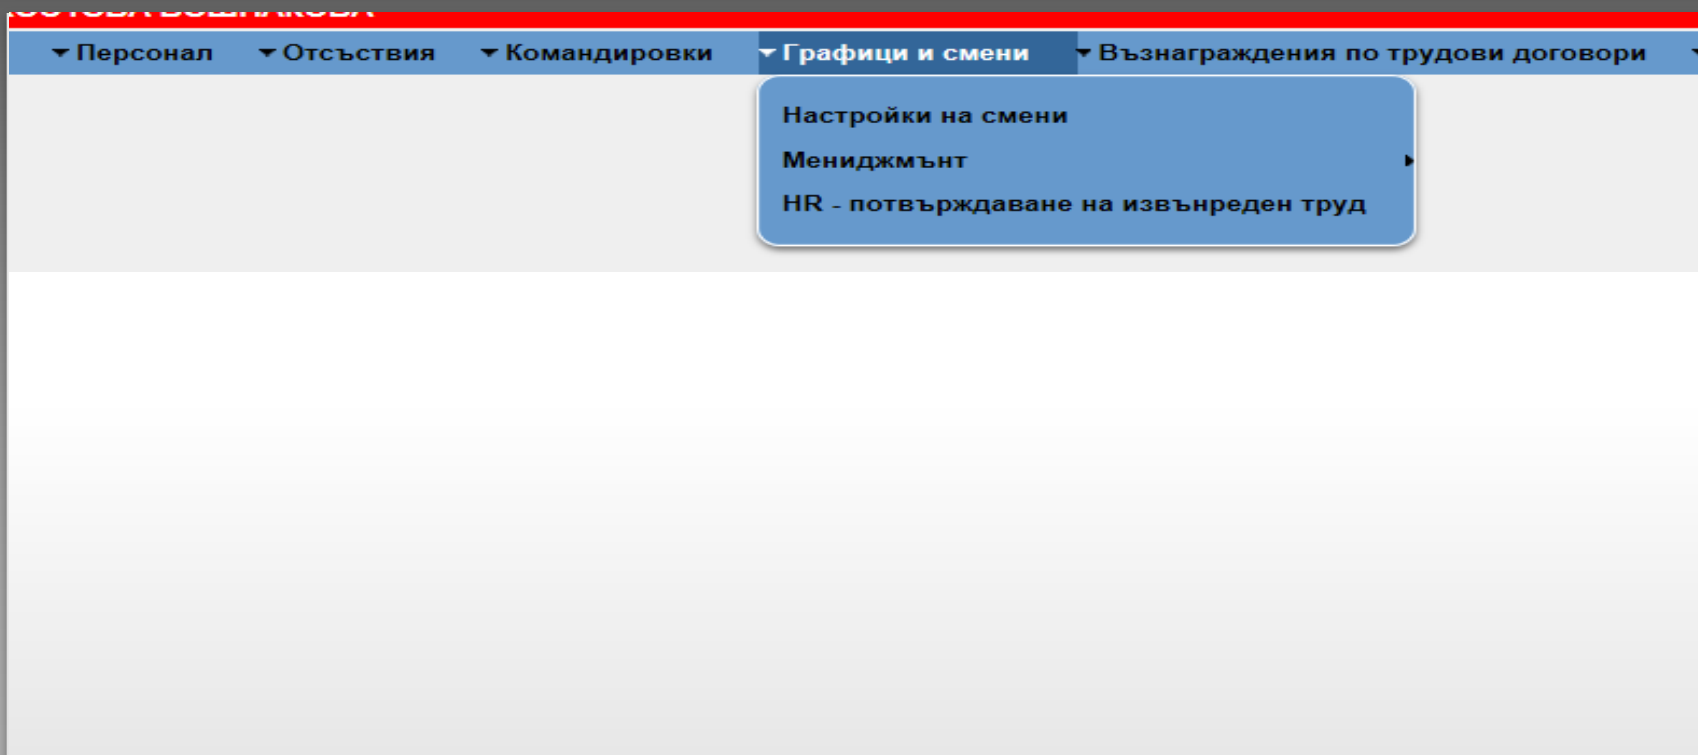 Персонал Отсъствия Командировки Графици и смени Възнаграждения по трудови договори
Настройки на смени
Мениджмънт
HR - потвърждаване на извънреден труд